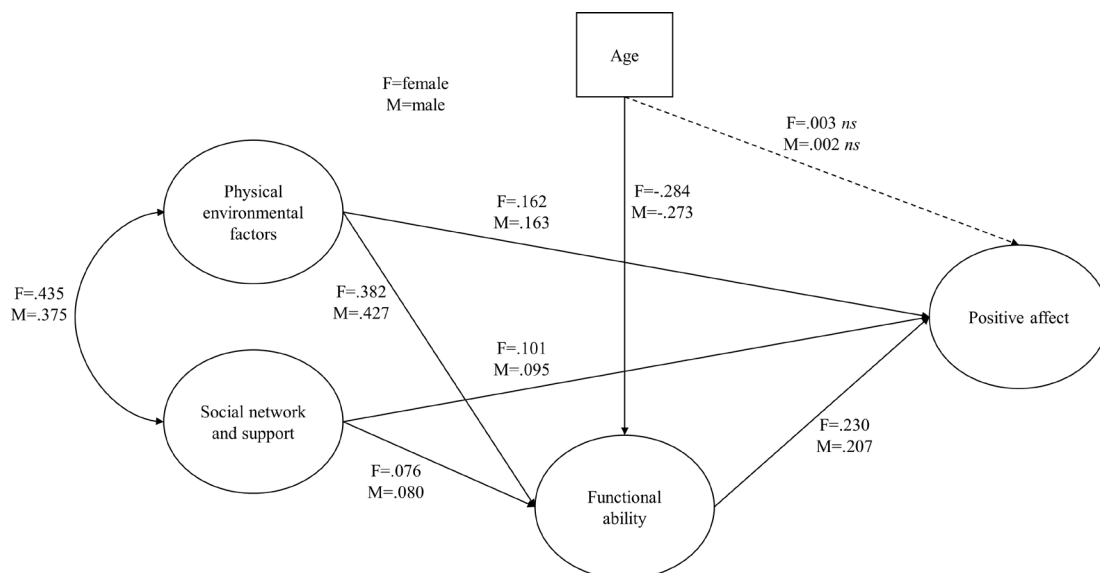 Age
F=female
M=male
F=.003 ns
M=.002 ns
Physical
environmental
factors
F=.162
M=.163
F=-.284
M=-.273
F=.435
M=.375
F=.382
M=.427
Positive affect
F=.101
M=.095
Social network
and support
F=.230
M=.207
F=.076
M=.080
Functional
ability